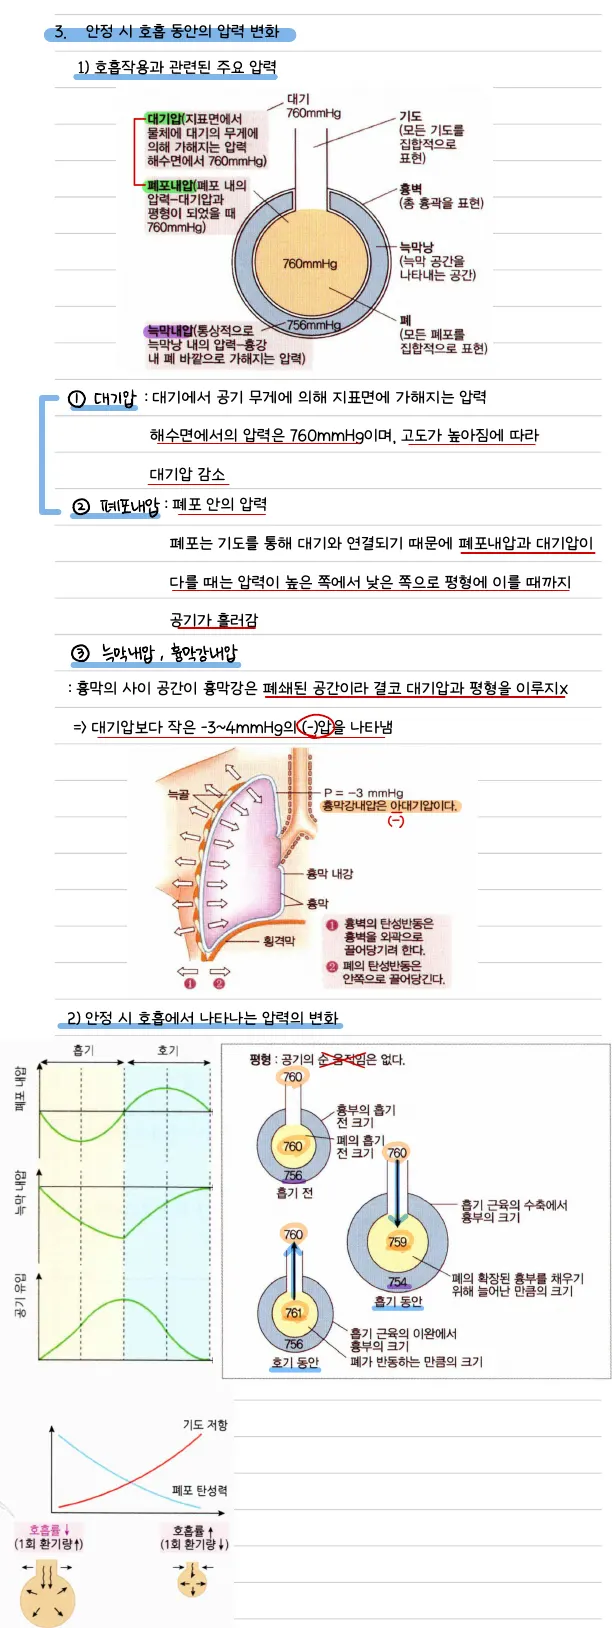 3. 안정 시 호흡 동안의 압력 변화
1) 호흡작용과 관련된 주요 압력
대기
760mmHg
대기압(지표면에서
물체에 대기의 무게에
의해 가해지는 압력
해수면에서 760mmHg)
폐포내압(폐포 내의
압력-대기압과
평형이 되었을 때
760mmHg)
기도
(모든 기도를
집합적으로
표현)
흉벽
(총 흉곽을 표현)
늑막낭
(늑막 공간을
나타내는 공간)
760mmHg
756mmHg
늑막내압(통상적으로
늑막낭 내의 압력-흉강
내 폐 바깥으로 가해지는 압력)
폐
(모든 폐포를
집합적으로 표현)
① 대기압 : 대기에서 공기 무게에 의해 지표면에 가해지는 압력
해수면에서의 압력은 760mmHg이며, 고도가 높아짐에 따라
대기압 감소
② 폐포내압 : 폐포 안의 압력
폐포는 기도를 통해 대기와 연결되기 때문에 폐포내압과 대기압이
다를 때는 압력이 높은 쪽에서 낮은 쪽으로 평형에 이를 때까지
공기가 흘러감
③ 늑막내압, 흉막강내압
: 흉막의 사이 공간이 흉막강은 폐쇄된 공간이라 결코 대기압과 평형을 이루지x
=> 대기압보다 작은 -3~4mmHg의 (-)압을 나타냄
늑골
P = -3 mmHg
흉막강내압은 아대기압이다.
(-)
흉막 내강
흉막
횡격막
① 흉벽의 탄성반동은
흉벽을 외곽으로
끌어당기려 한다.
② 폐의 탄성반동은
안쪽으로 끌어당긴다.
① ②
2) 안정 시 호흡에서 나타나는 압력의 변화
흡기 호기
폐포 내압
늑막 내압
공기 유입
평형 : 공기의 순 움직임은 없다.
760
흉부의 흡기
전 크기
폐의 흡기
전 크기
760
756
흡기 전
760
흡기 근육의 수축에서
흉부의 크기
759
754
폐의 확장된 흉부를 채우기
위해 늘어난 만큼의 크기
흡기 동안
760
761
756
흡기 근육의 이완에서
흉부의 크기
폐가 반동하는 만큼의 크기
호기 동안
기도 저항
폐포 탄성력
호흡률↓
(1회 환기량↑)
호흡률↑
(1회 환기량↓)